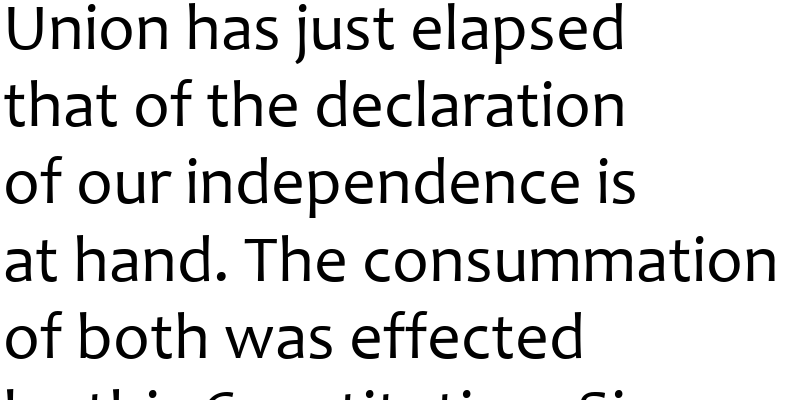 Union has just elapsed
that of the declaration
of our independence is
at hand. The consummation
of both was effected